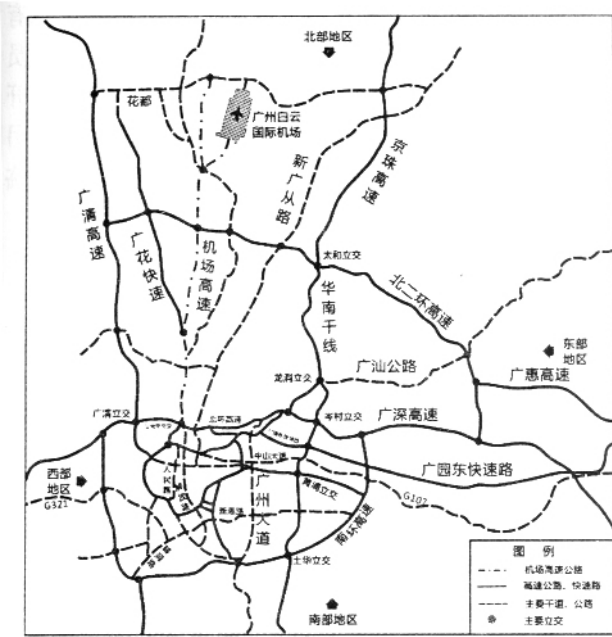 北部地区
花都
广州白云
国际机场
新广从路
京珠高速
广清高速
广花快速
机场高速
太和立交
华南干线
北二环高速
东部
地区
广汕公路
广惠高速
龙洞立交
广清立交
北环高速
岑村立交
广深高速
中山大道
广园东快速路
西部
地区
G321
黄埔立交
G107
广州大道
南环高速
土华立交
南部地区
图 例
机场高速公路
高速公路、快速路
主要干道、公路
主要立交